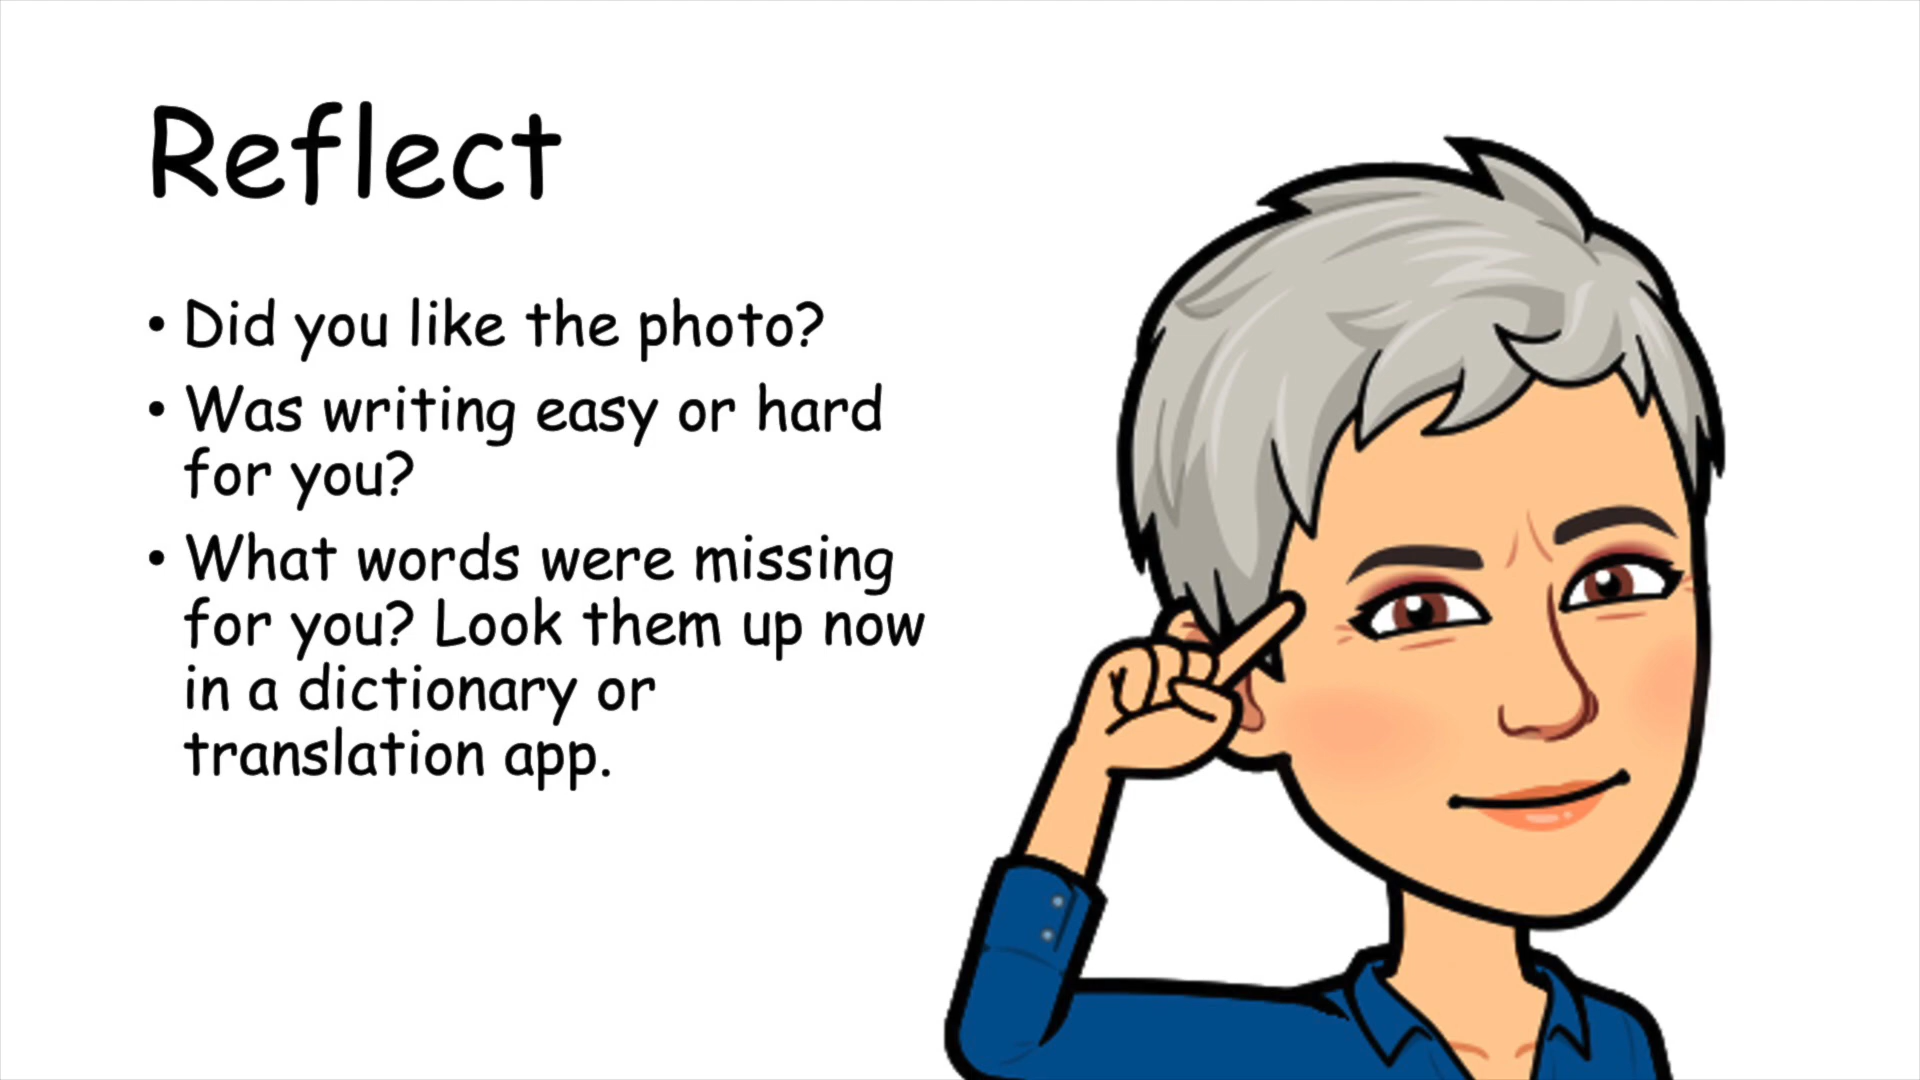 Reflect
• Did you like the photo?
• Was writing easy or hard
for you?
• What words were missing
for you? Look them up now
in a dictionary or
translation app.